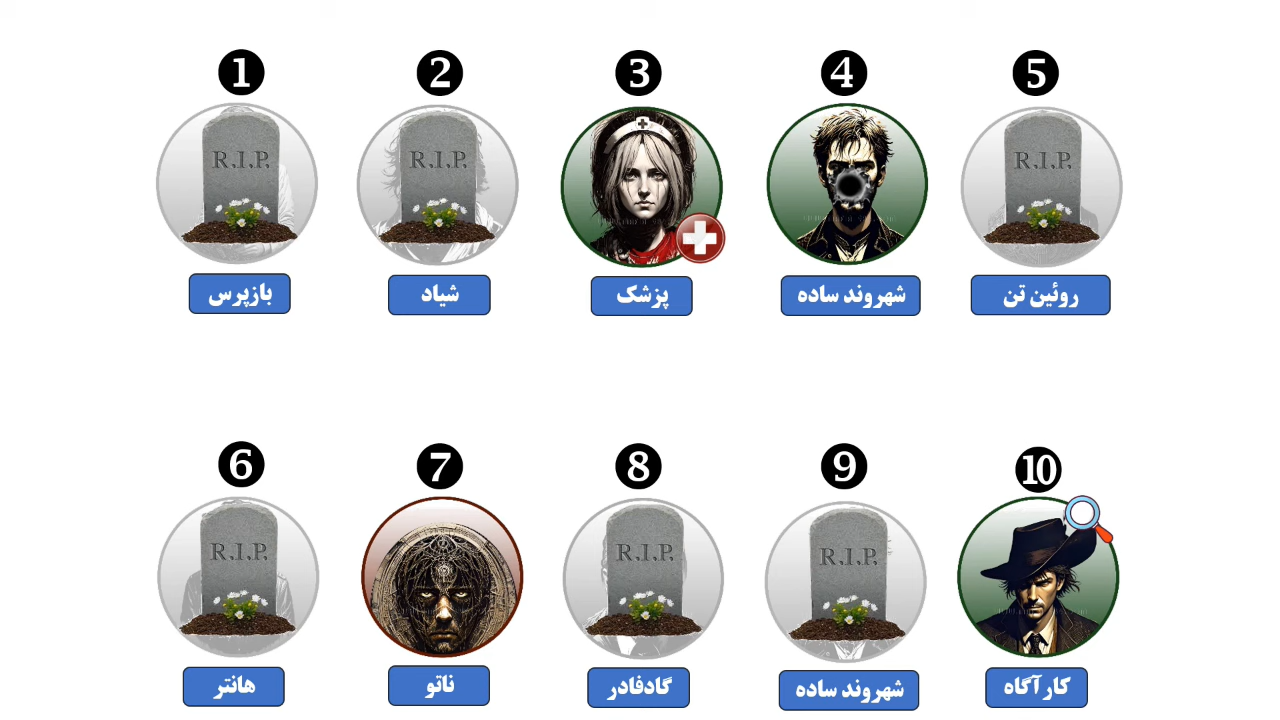 1 2 3 4 5
R.I.P. R.I.P. R.I.P.
بازپرس شیاد پزشک شهروند ساده روئین تن
6 7 8 9 10
R.I.P. R.I.P. R.I.P.
هانتر ناتو گادفادر شهروند ساده کارآگاه